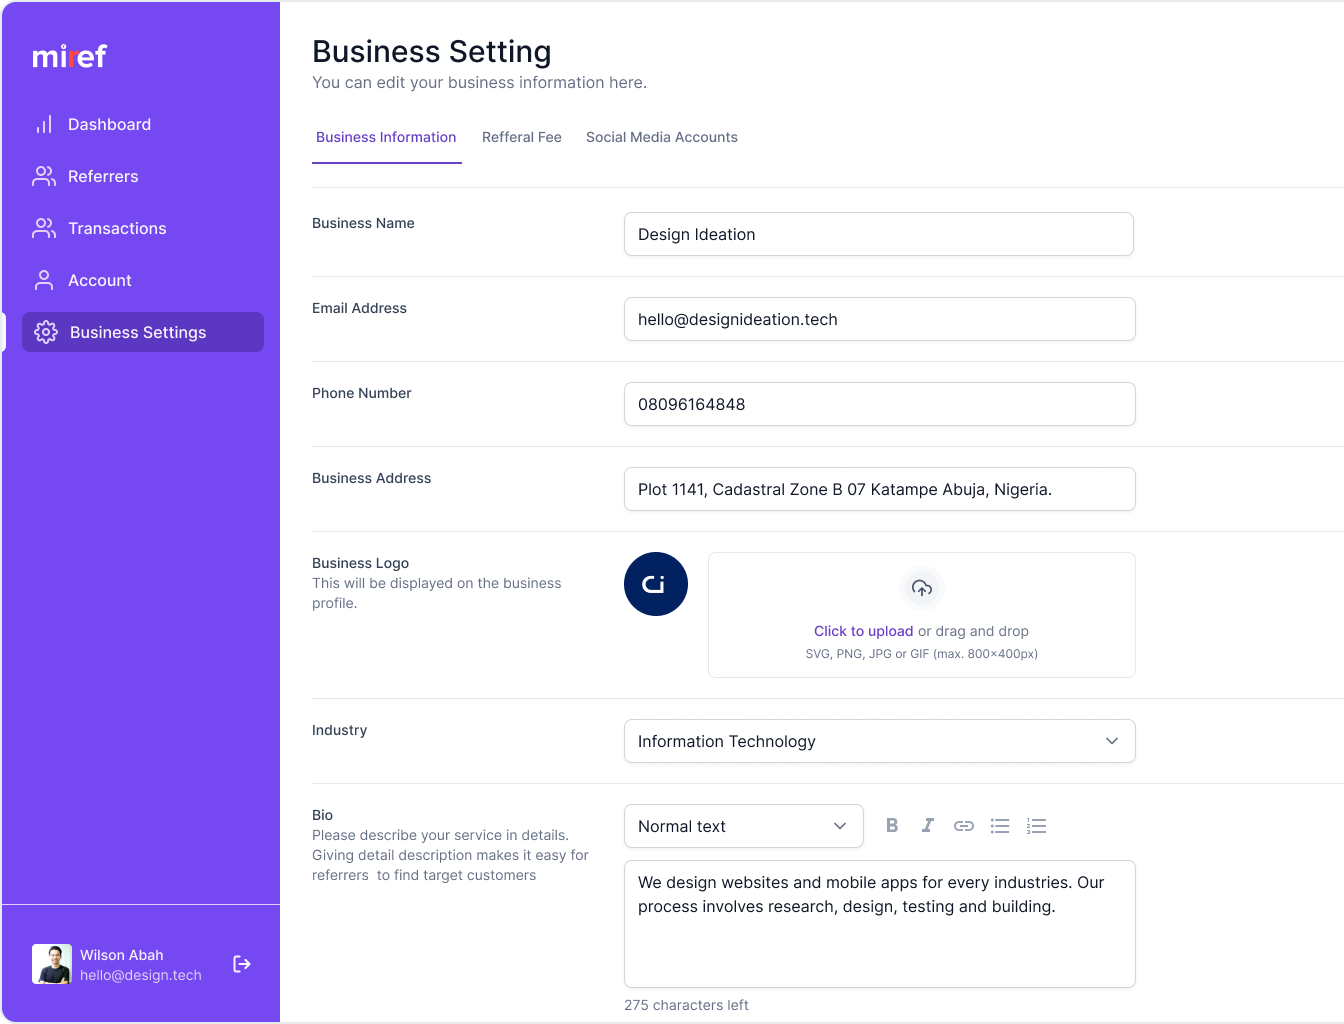 miref
Dashboard
Referrers
Transactions
Account
Business Settings
Wilson Abah
hello@design.tech
Business Setting
You can edit your business information here.
Business Information
Refferal Fee
Social Media Accounts
Business Name
Design Ideation
Email Address
hello@designideation.tech
Phone Number
08096164848
Business Address
Plot 1141, Cadastral Zone B 07 Katampe Abuja, Nigeria.
Business Logo
This will be displayed on the business
profile.
Ci
Click to upload or drag and drop
SVG, PNG, JPG or GIF (max. 800×400px)
Industry
Information Technology
Bio
Please describe your service in details.
Giving detail description makes it easy for
referrers  to find target customers
Normal text
B I
We design websites and mobile apps for every industries. Our
process involves research, design, testing and building.
275 characters left